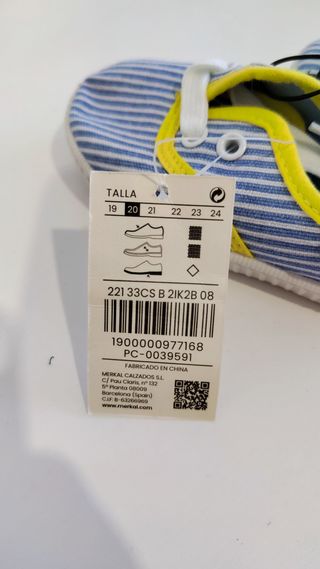 TALLA
19 20 21 22 23 24
221 33CS B 2IK2B 08
1900000977168
PC-0039591
FABRICADO EN CHINA
MERKAL CALZADOS S.L.
C/ Pau Claris, nº 132
5ª Planta 08009
Barcelona (Spain)
C.I.F: B-63266969
www.merkal.com